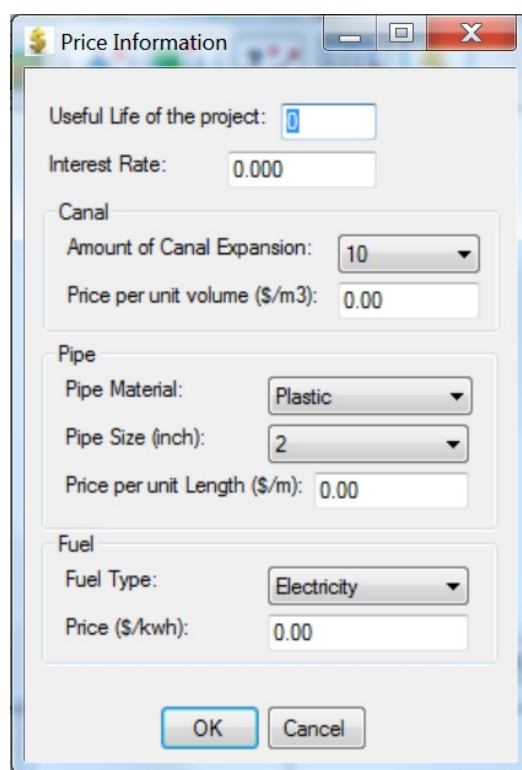 Price Information
Useful Life of the project: 0
Interest Rate: 0.000
Canal
Amount of Canal Expansion: 10
Price per unit volume ($/m3): 0.00
Pipe
Pipe Material: Plastic
Pipe Size (inch): 2
Price per unit Length ($/m): 0.00
Fuel
Fuel Type: Electricity
Price ($/kwh): 0.00
OK Cancel